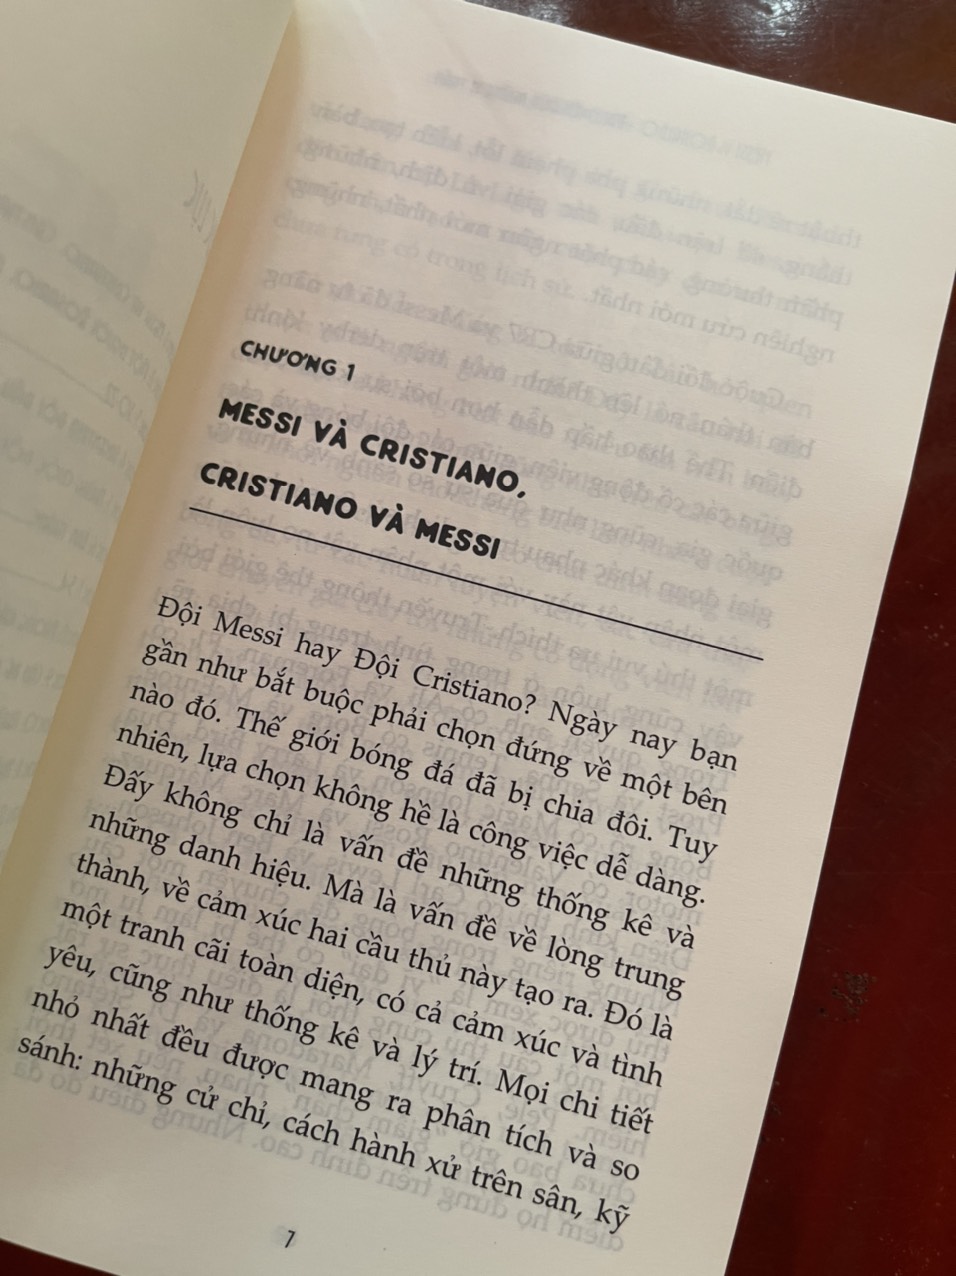 CHƯƠNG 1
MESSI VÀ CRISTIANO,
CRISTIANO VÀ MESSI
Đội Messi hay Đội Cristiano? Ngày nay bạn
gần như bắt buộc phải chọn đứng về một bên
nào đó. Thế giới bóng đá đã bị chia đôi. Tuy
nhiên, lựa chọn không hề là công việc dễ dàng.
Đấy không chỉ là vấn đề những thống kê và
những danh hiệu. Mà là vấn đề về lòng trung
thành, về cảm xúc hai cầu thủ này tạo ra. Đó là
một tranh cãi toàn diện, có cả cảm xúc và tình
yêu, cũng như thống kê và lý trí. Mọi chi tiết
nhỏ nhất đều được mang ra phân tích và so
sánh: những cử chỉ, cách hành xử trên sân, kỹ
7